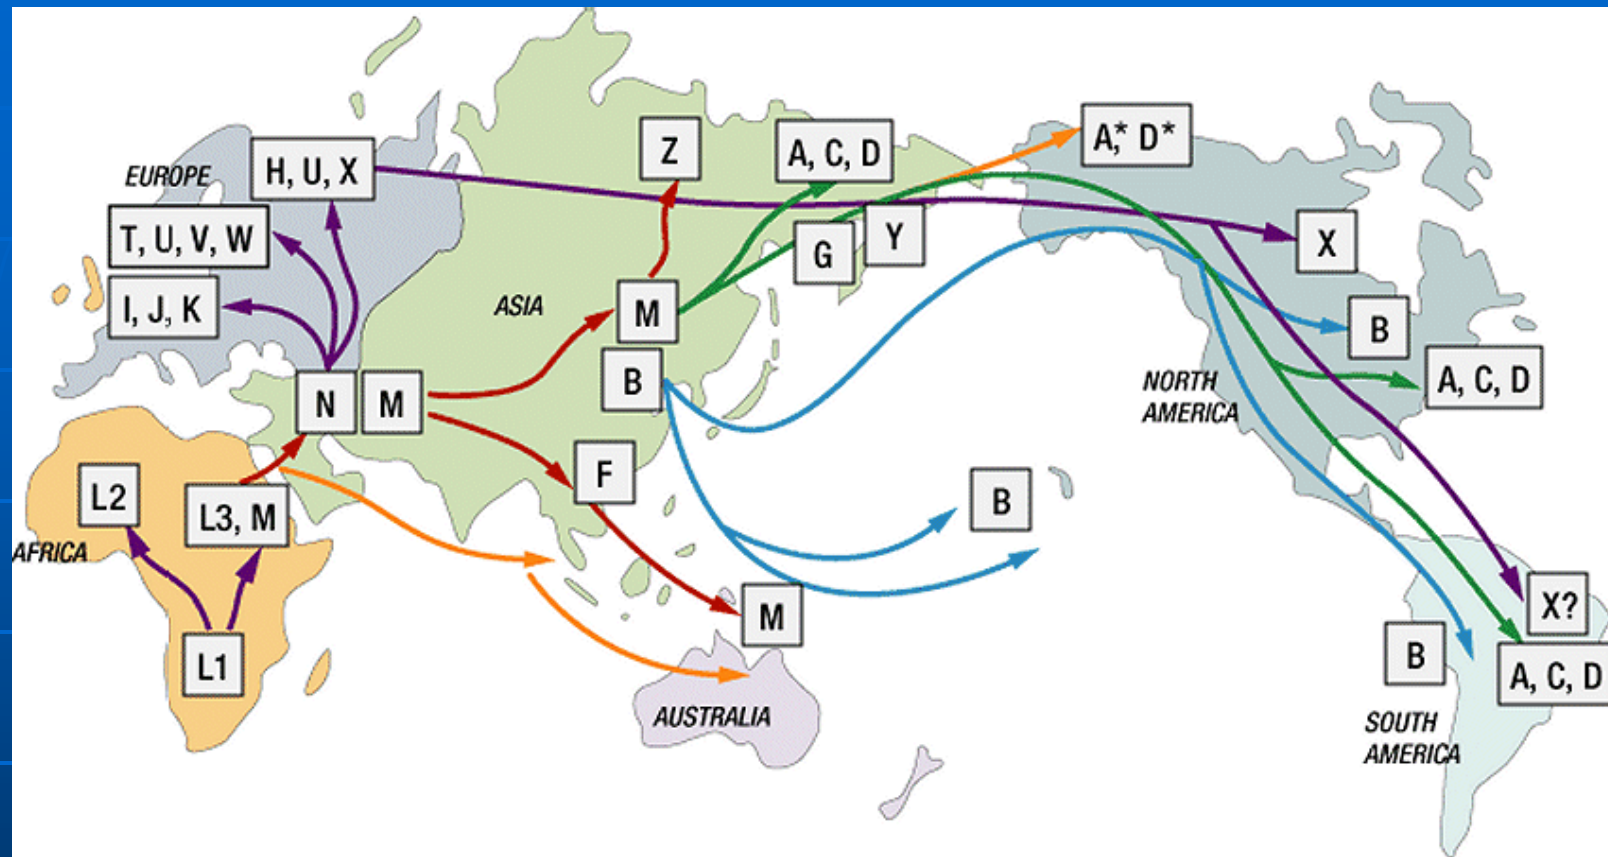 Z
A, C, D
A,* D*
EUROPE
H, U, X
T, U, V, W
G
Y
X
I, J, K
ASIA
M
B
B
A, C, D
NORTH
AMERICA
N
M
F
L2
L3, M
B
AFRICA
M
X?
L1
B
A, C, D
AUSTRALIA
SOUTH
AMERICA